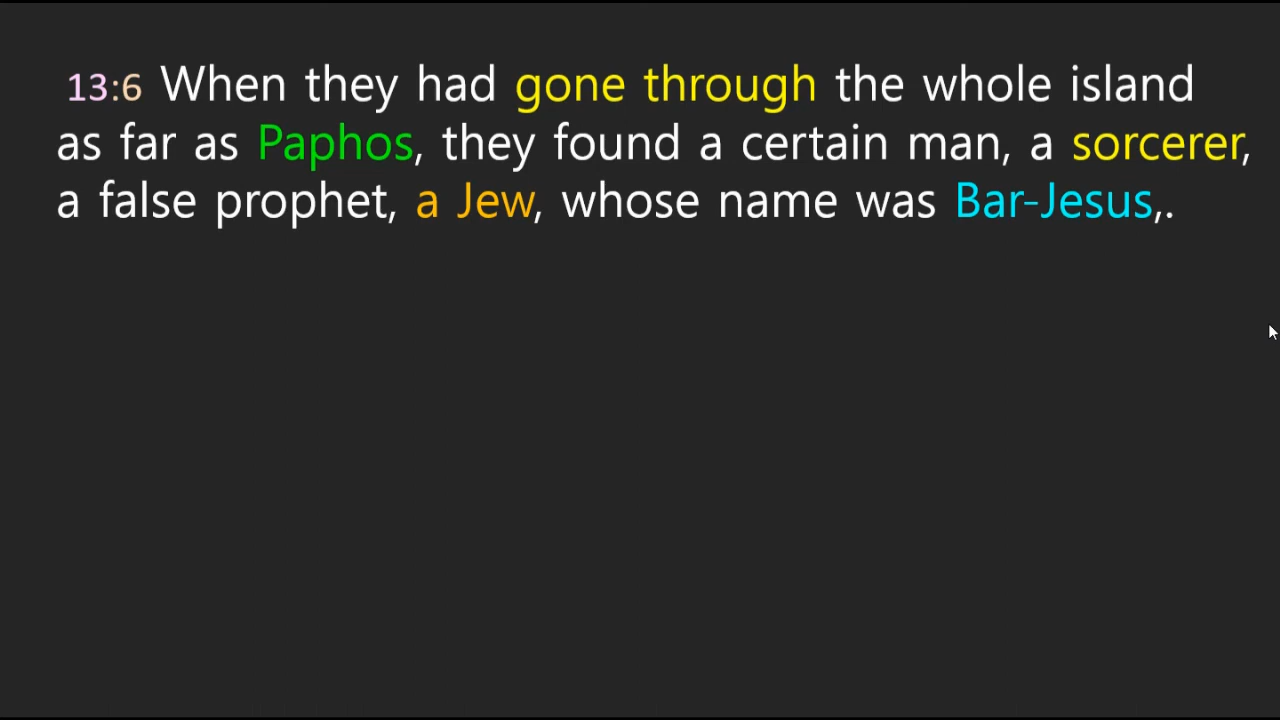 13:6 When they had gone through the whole island
as far as Paphos, they found a certain man, a sorcerer,
a false prophet, a Jew, whose name was Bar-Jesus,.